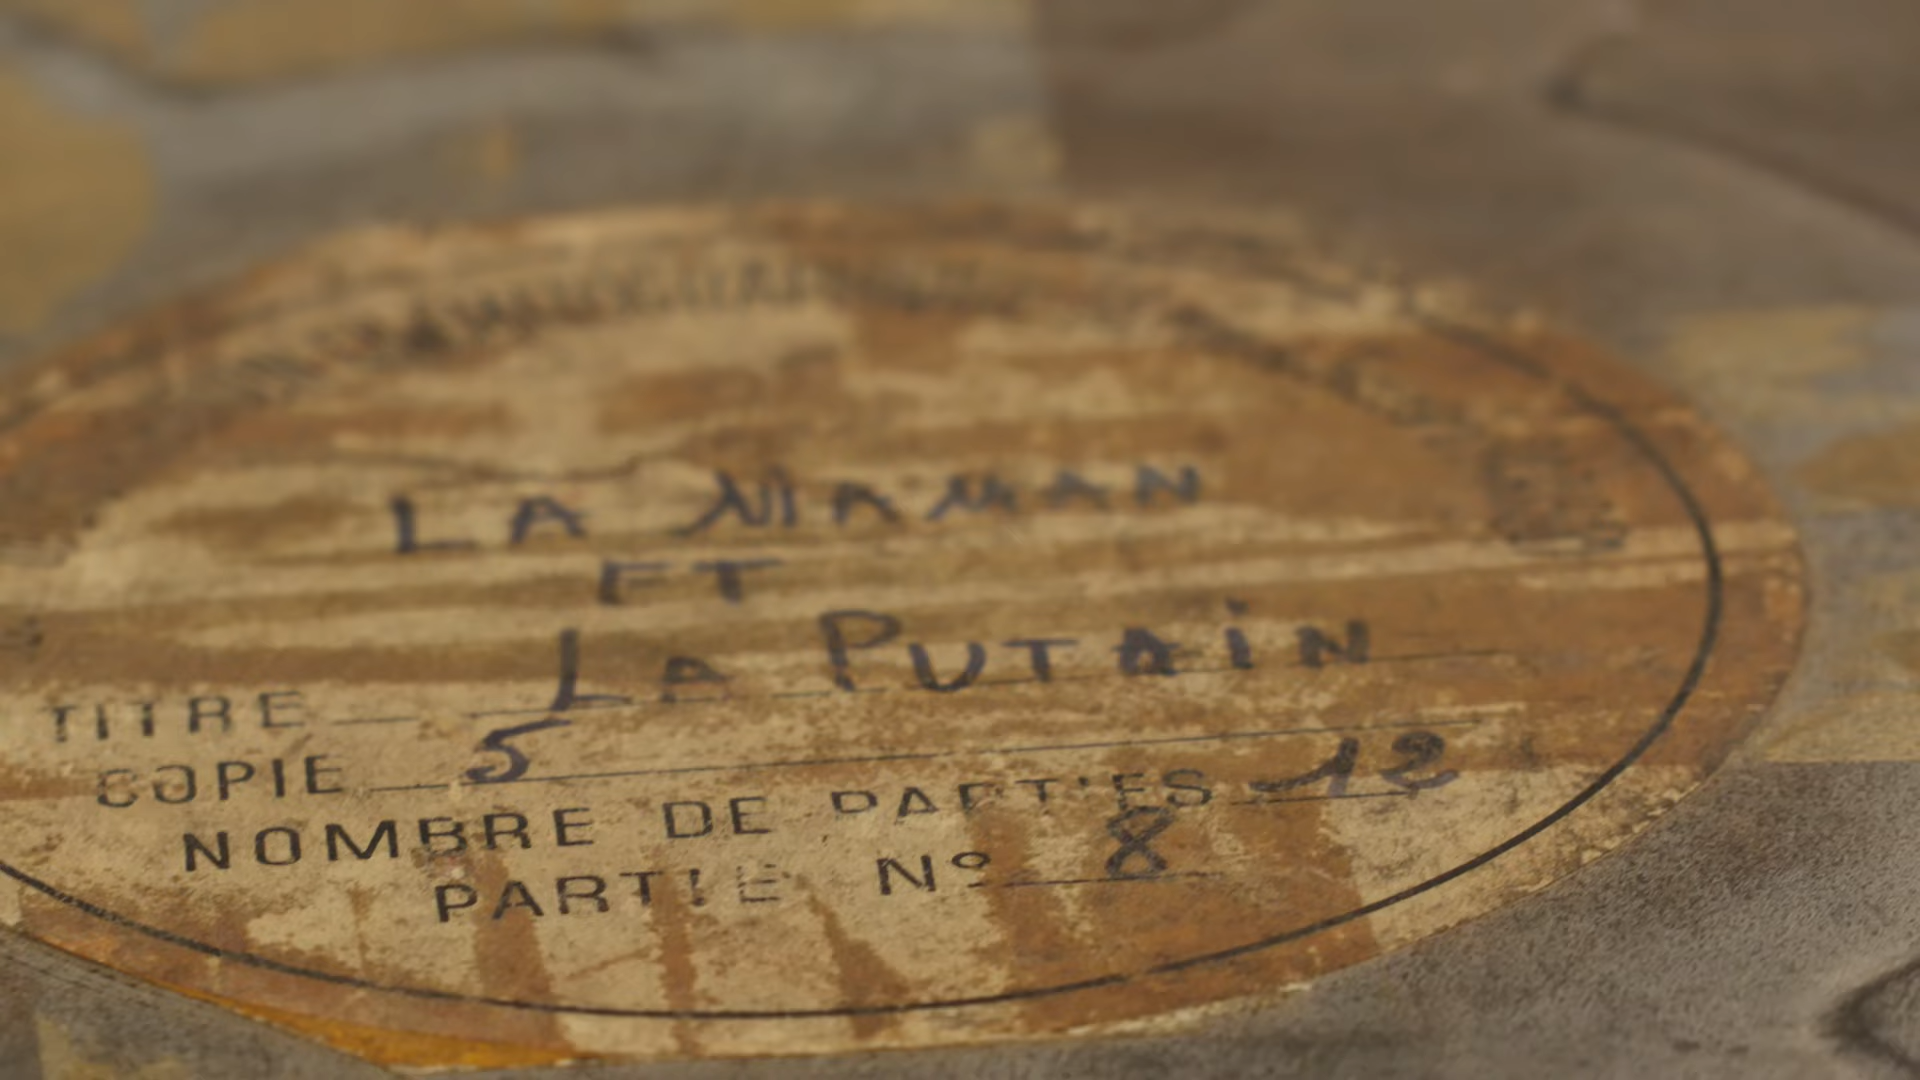 LA MAMAN
ET
LA PUTAIN
TITRE
COPIE 5
NOMBRE DE PARTIES 12
PARTIE Nº 8